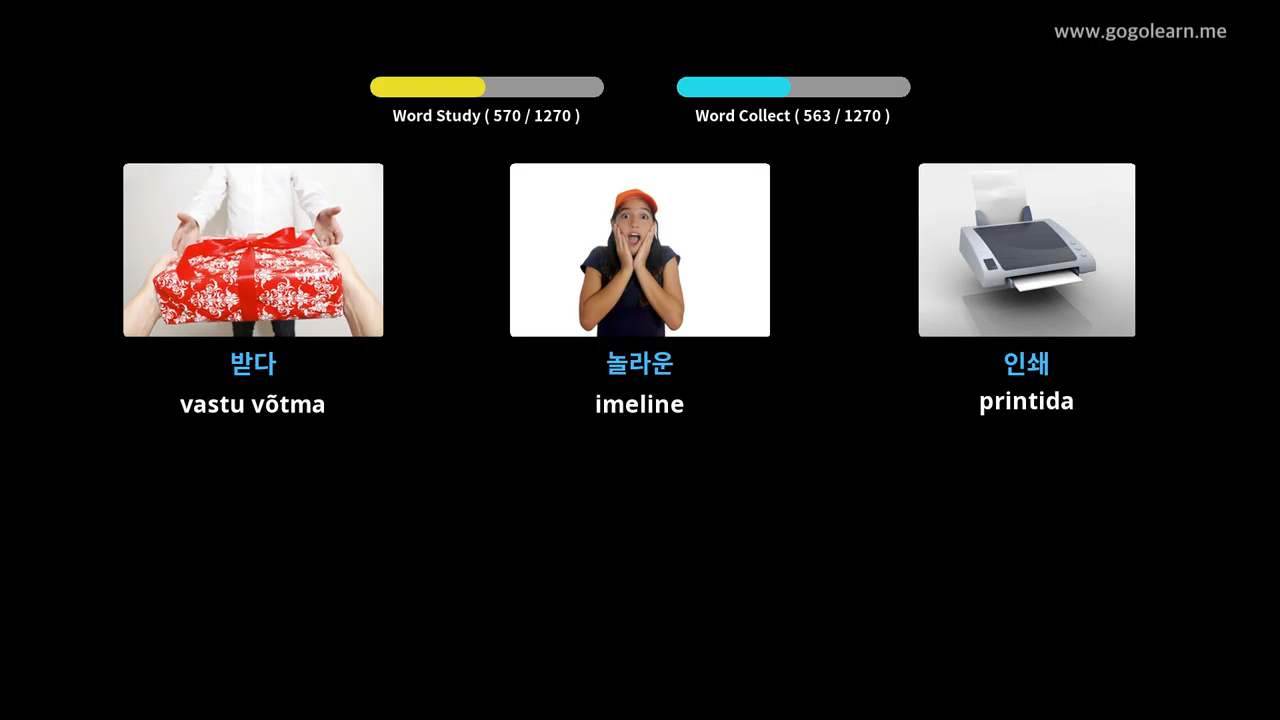 www.gogolearn.me
Word Study ( 570 / 1270 )
Word Collect ( 563 / 1270 )
받다
놀라운
인쇄
vastu võtma
imeline
printida